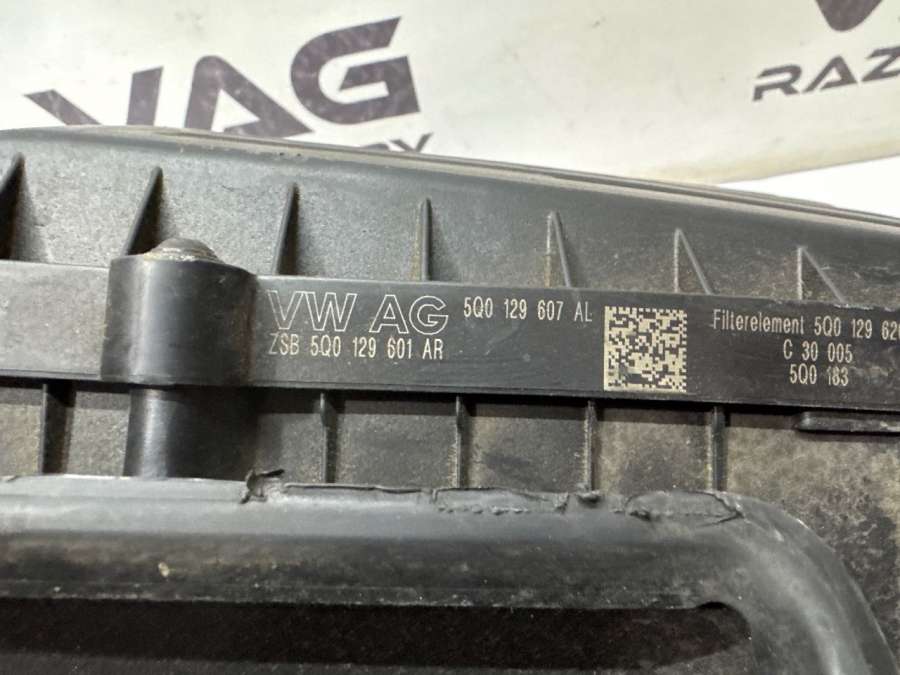 VAG
RAZ
VW AG 5Q0 129 607 AL
ZSB 5Q0 129 601 AR
Filterelement 5Q0 129 620
C 30 005
5Q0 183